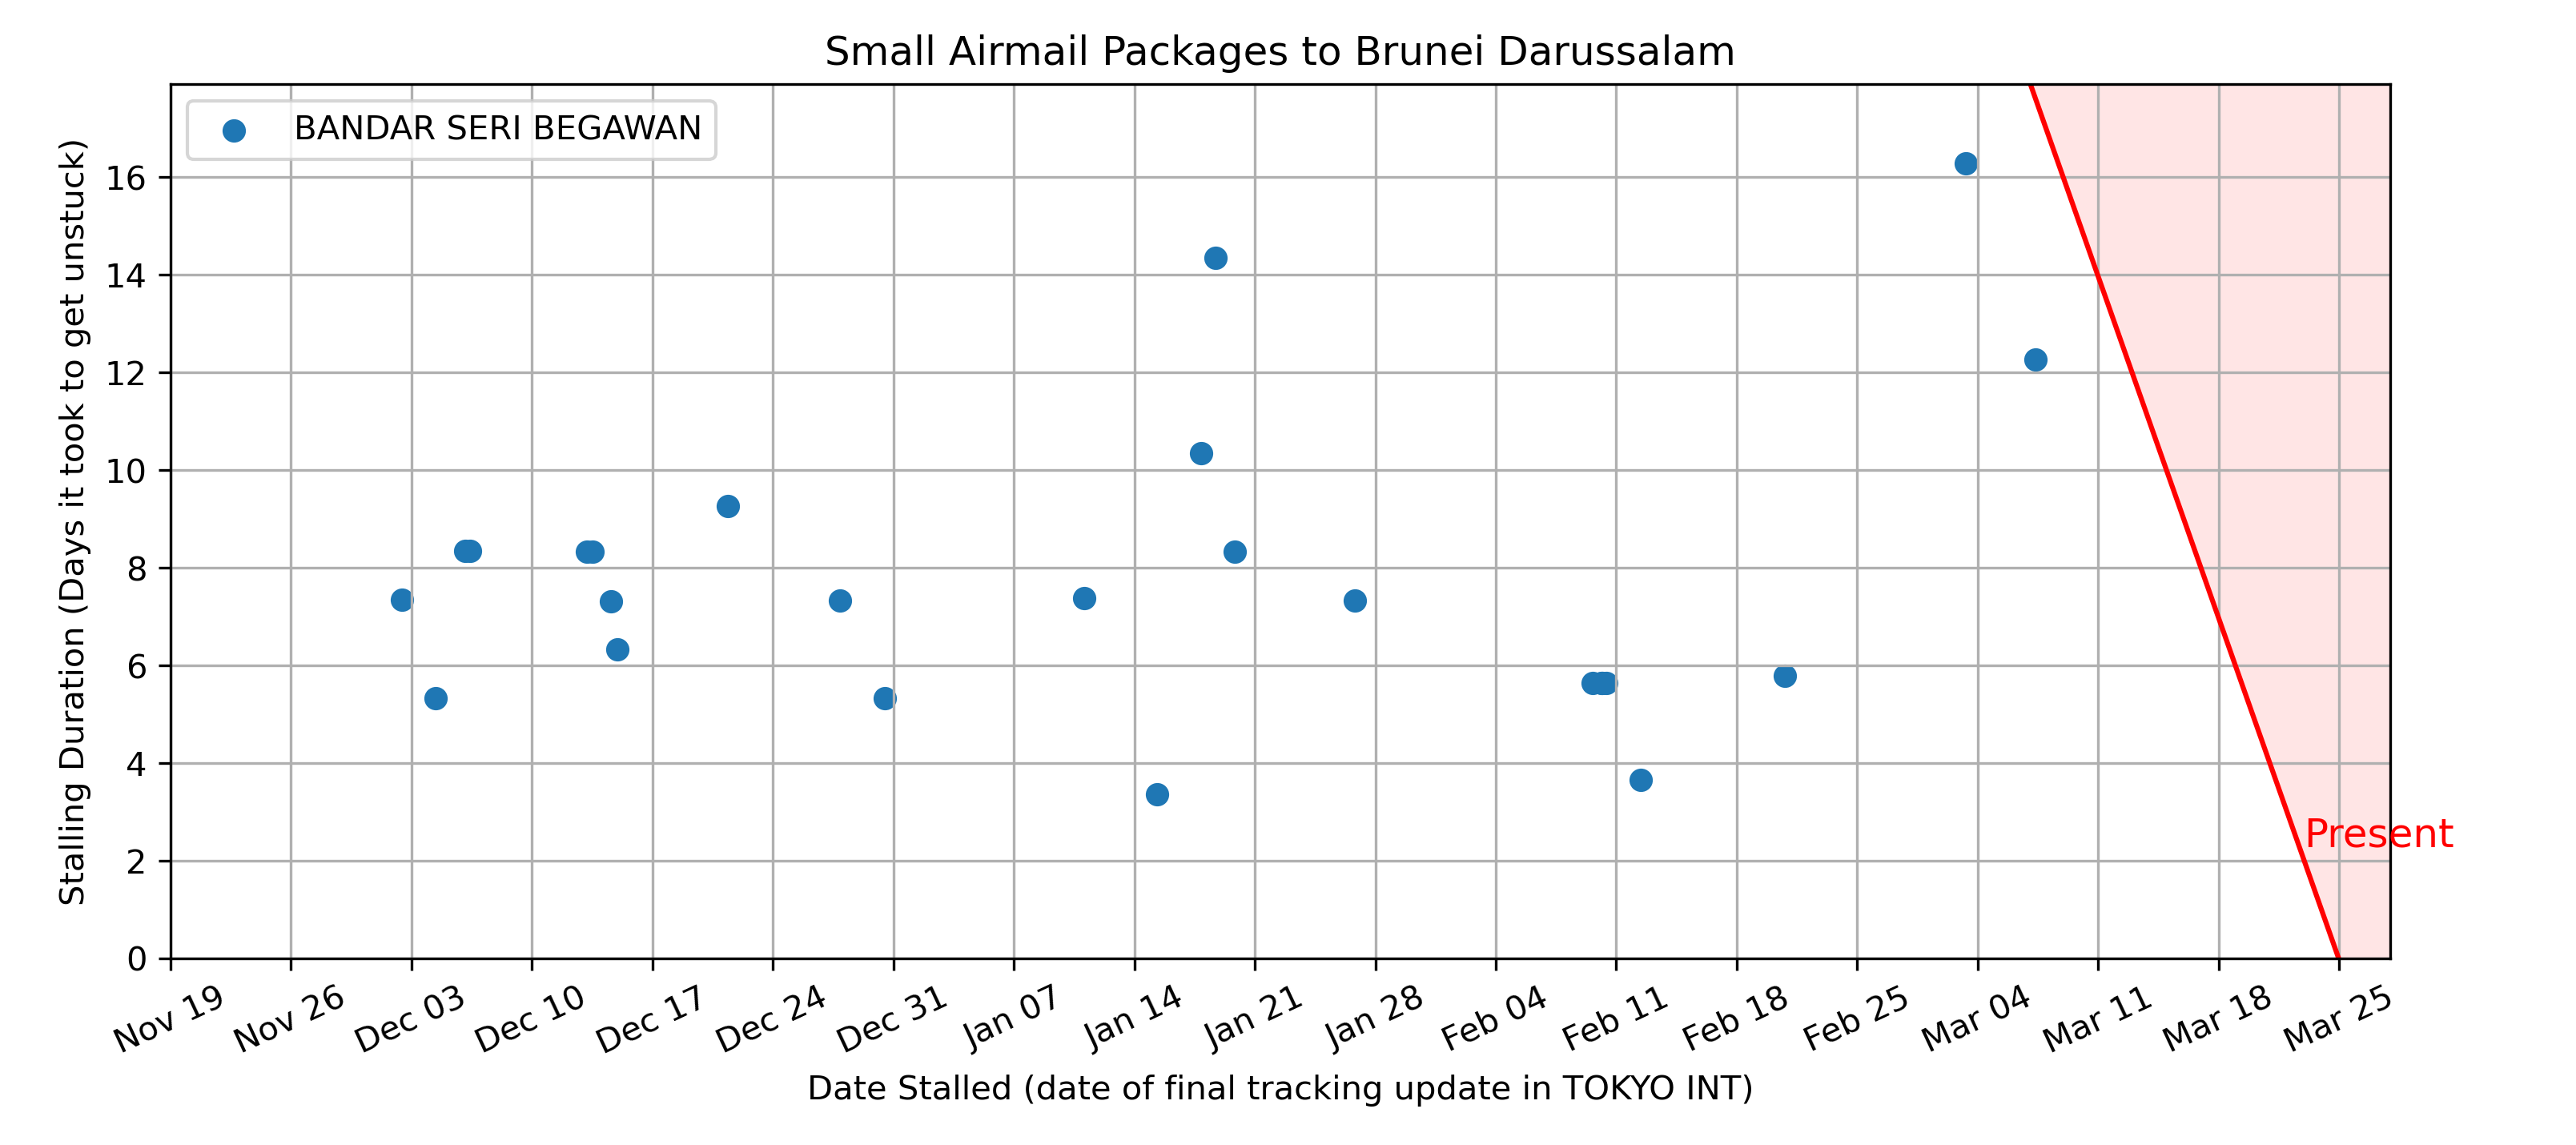 Small Airmail Packages to Brunei Darussalam
BANDAR SERI BEGAWAN
Stalling Duration (Days it took to get unstuck)
16
14
12
10
8
6
4
2
0
Present
Nov 19
Nov 26
Dec 03
Dec 10
Dec 17
Dec 24
Dec 31
Jan 07
Jan 14
Jan 21
Jan 28
Feb 04
Feb 11
Feb 18
Feb 25
Mar 04
Mar 11
Mar 18
Mar 25
Date Stalled (date of final tracking update in TOKYO INT)